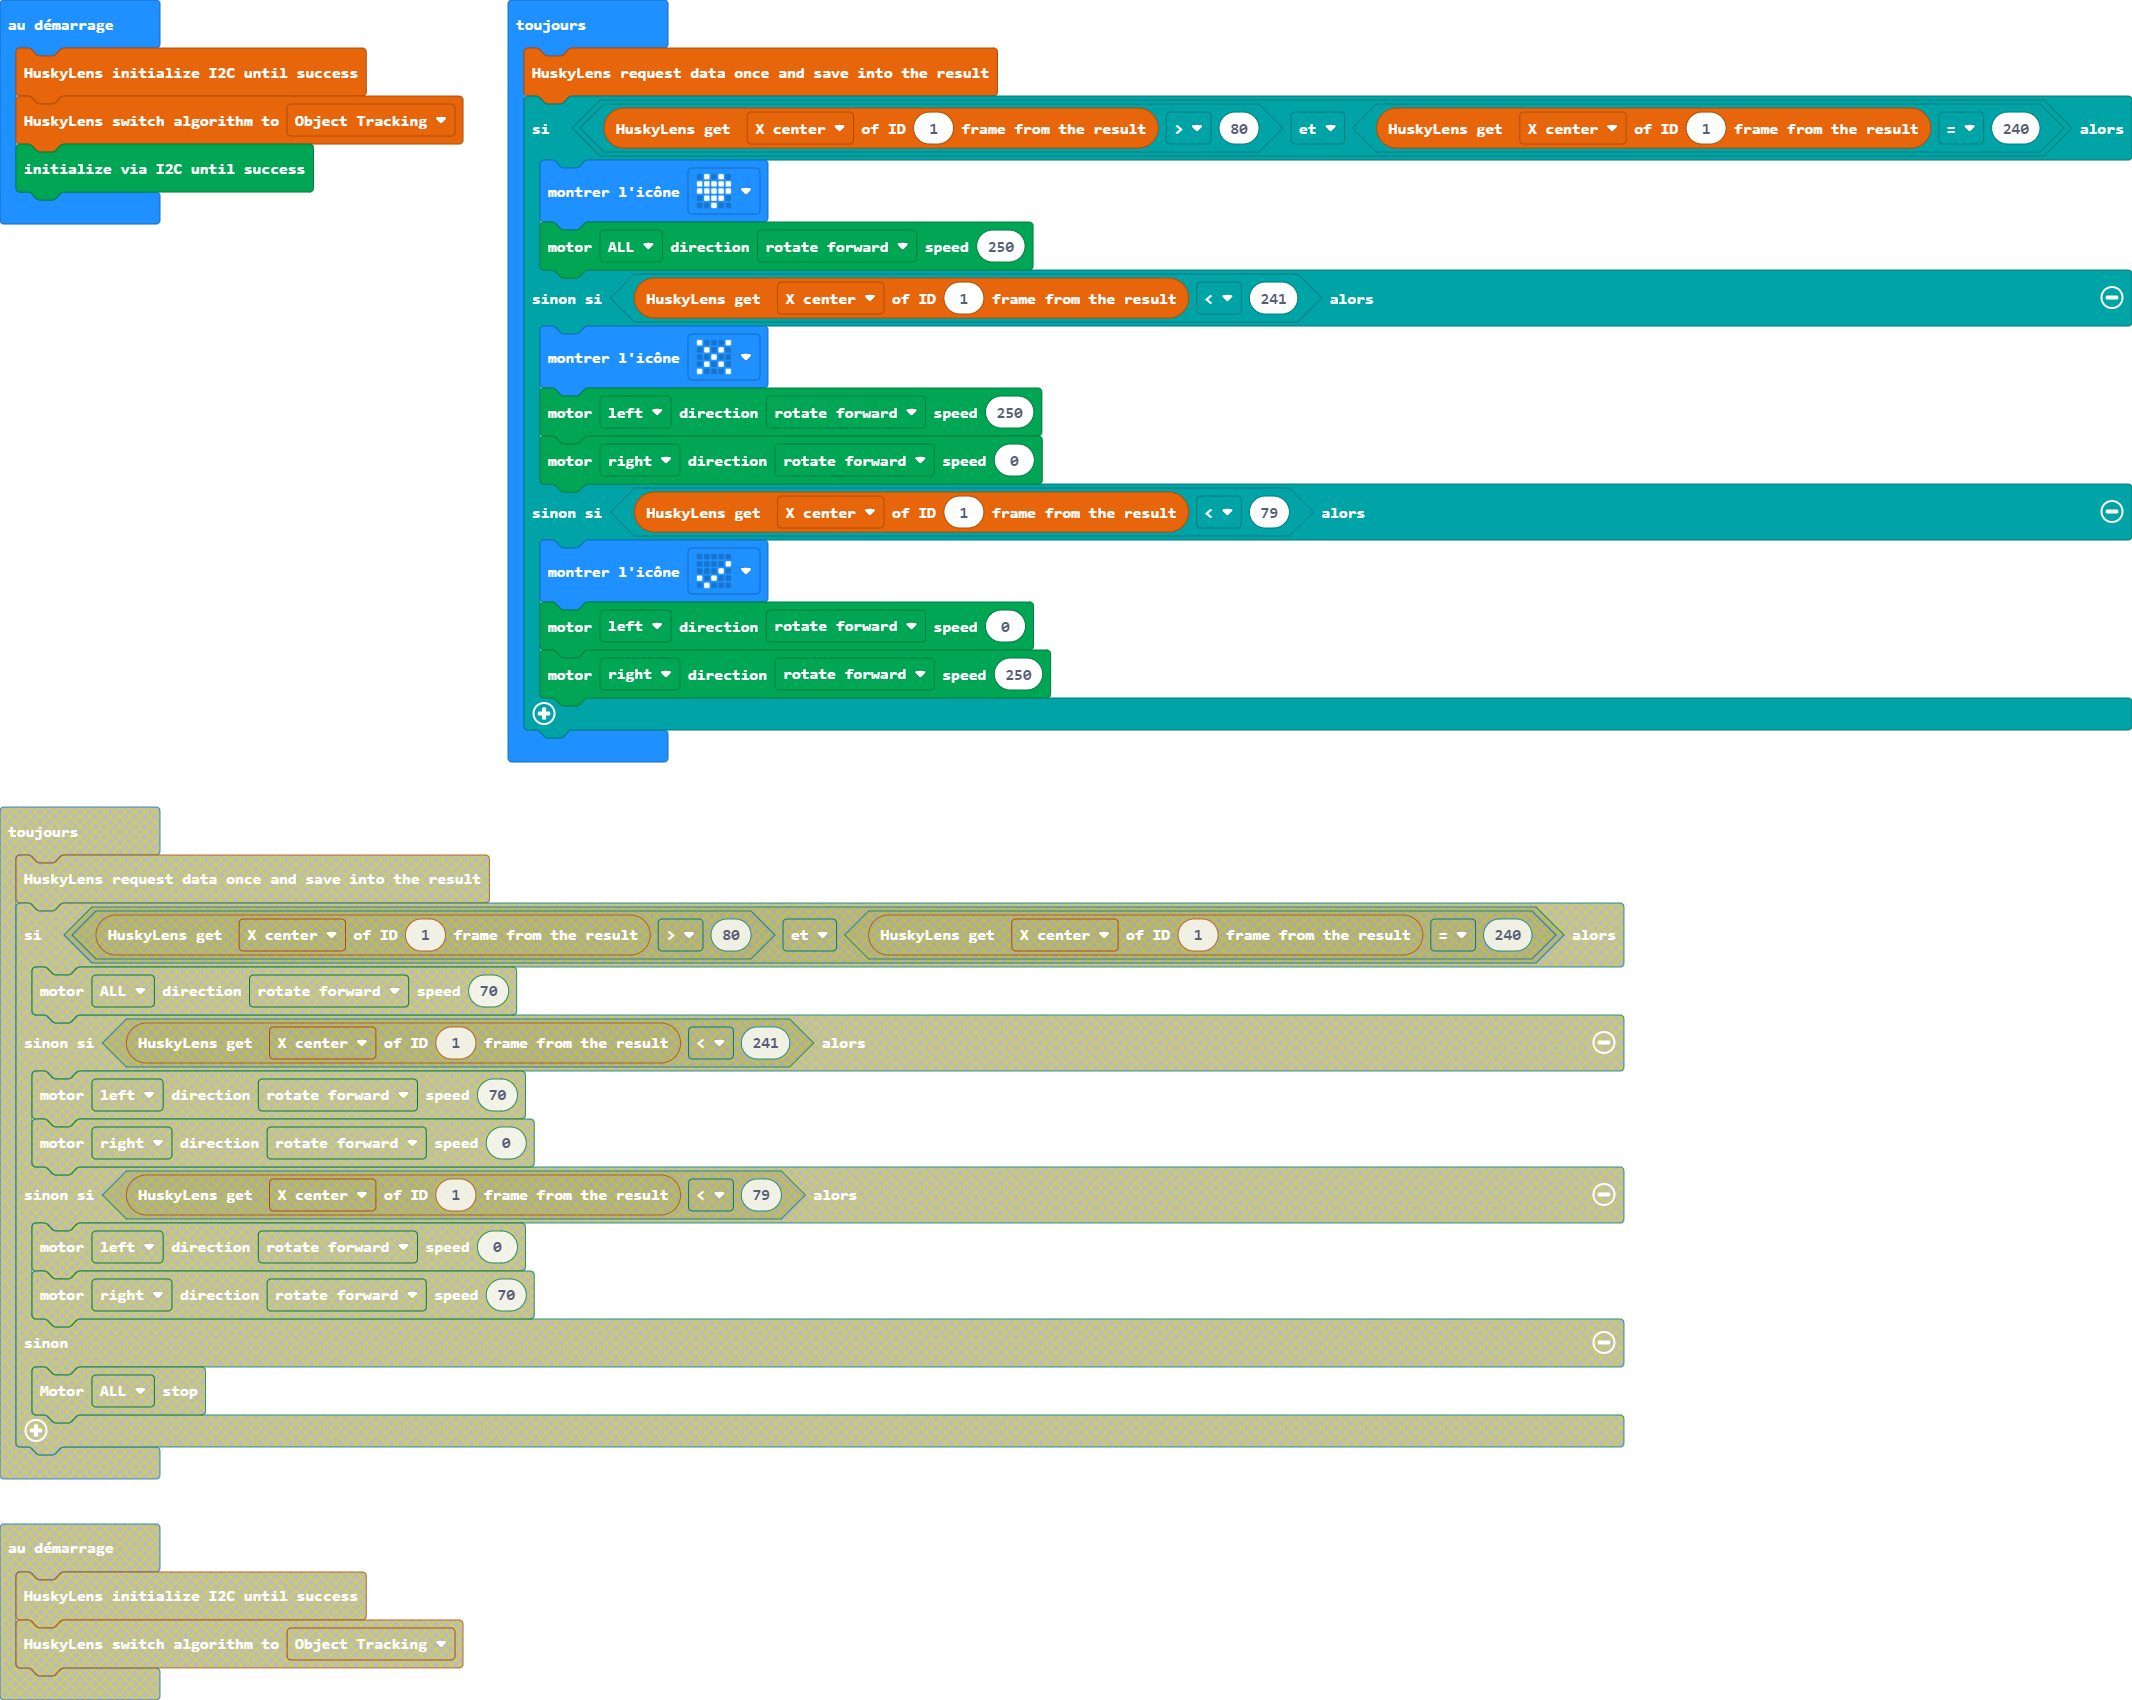 au démarrage
HuskyLens initialize I2C until success
HuskyLens switch algorithm to Object Tracking
initialize via I2C until success
toujours
HuskyLens request data once and save into the result
si HuskyLens get X center of ID 1 frame from the result > 80 et HuskyLens get X center of ID 1 frame from the result = 240 alors
montrer l'icône
motor ALL direction rotate forward speed 250
sinon si HuskyLens get X center of ID 1 frame from the result < 241 alors
montrer l'icône
motor left direction rotate forward speed 250
motor right direction rotate forward speed 0
sinon si HuskyLens get X center of ID 1 frame from the result < 79 alors
montrer l'icône
motor left direction rotate forward speed 0
motor right direction rotate forward speed 250
toujours
HuskyLens request data once and save into the result
si HuskyLens get X center of ID 1 frame from the result > 80 et HuskyLens get X center of ID 1 frame from the result = 240 alors
motor ALL direction rotate forward speed 70
sinon si HuskyLens get X center of ID 1 frame from the result < 241 alors
motor left direction rotate forward speed 70
motor right direction rotate forward speed 0
sinon si HuskyLens get X center of ID 1 frame from the result < 79 alors
motor left direction rotate forward speed 0
motor right direction rotate forward speed 70
sinon
Motor ALL stop
au démarrage
HuskyLens initialize I2C until success
HuskyLens switch algorithm to Object Tracking